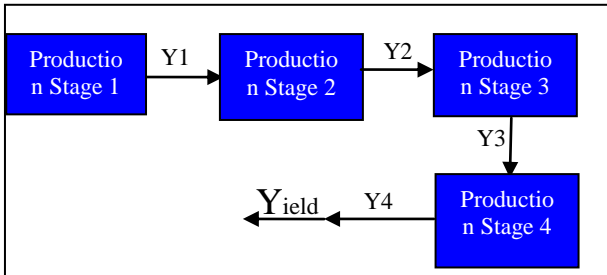 Productio
n Stage 1
Y1
Productio
n Stage 2
Y2
Productio
n Stage 3
Y3
Productio
n Stage 4
Y4
Yield